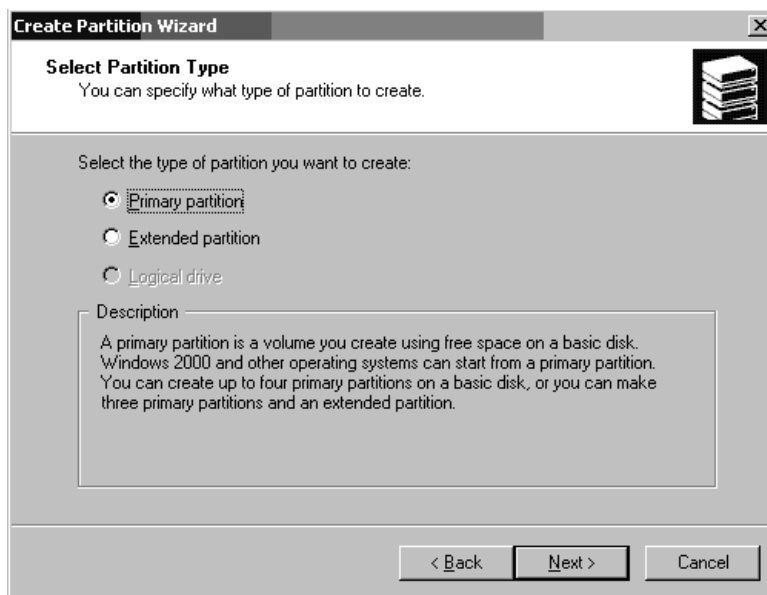 Create Partition Wizard
Select Partition Type
You can specify what type of partition to create.
Select the type of partition you want to create:
Primary partition
Extended partition
Logical drive
Description
A primary partition is a volume you create using free space on a basic disk.
Windows 2000 and other operating systems can start from a primary partition.
You can create up to four primary partitions on a basic disk, or you can make
three primary partitions and an extended partition.
< Back
Next >
Cancel